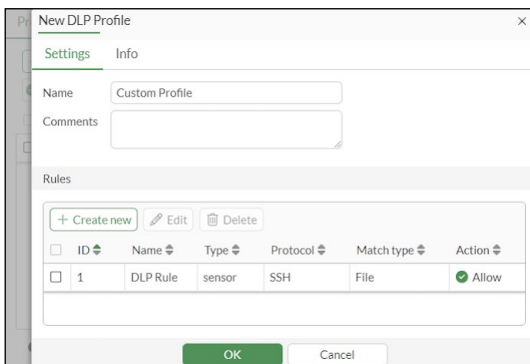 New DLP Profile
Settings Info
Name Custom Profile
Comments
Rules
+ Create new Edit Delete
ID Name Type Protocol Match type Action
1 DLP Rule sensor SSH File Allow
OK Cancel